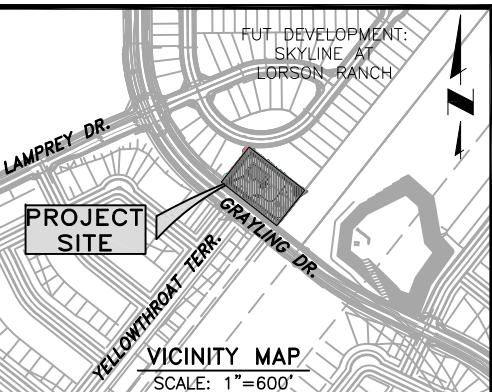 FUT DEVELOPMENT:
SKYLINE AT
LORSON RANCH
N
LAMPREY DR.
PROJECT
SITE
GRAYLING DR.
YELLOWTHROAT TERR.
VICINITY MAP
SCALE: 1"=600'